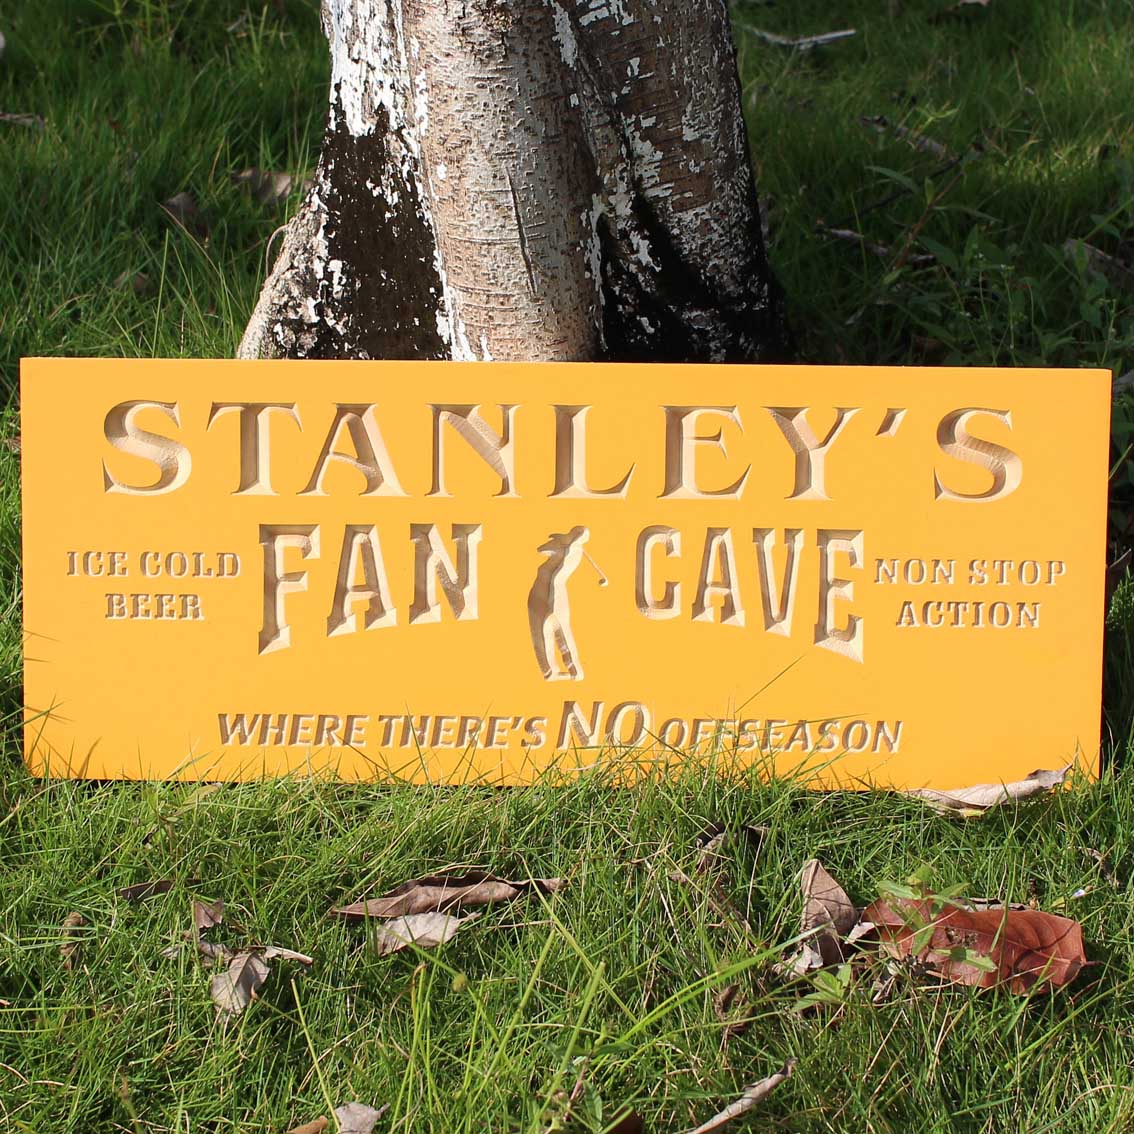 STANLEY'S
FAN CAVE
ICE COLD
BEER
NON STOP
ACTION
WHERE THERE'S NO OFFSEASON